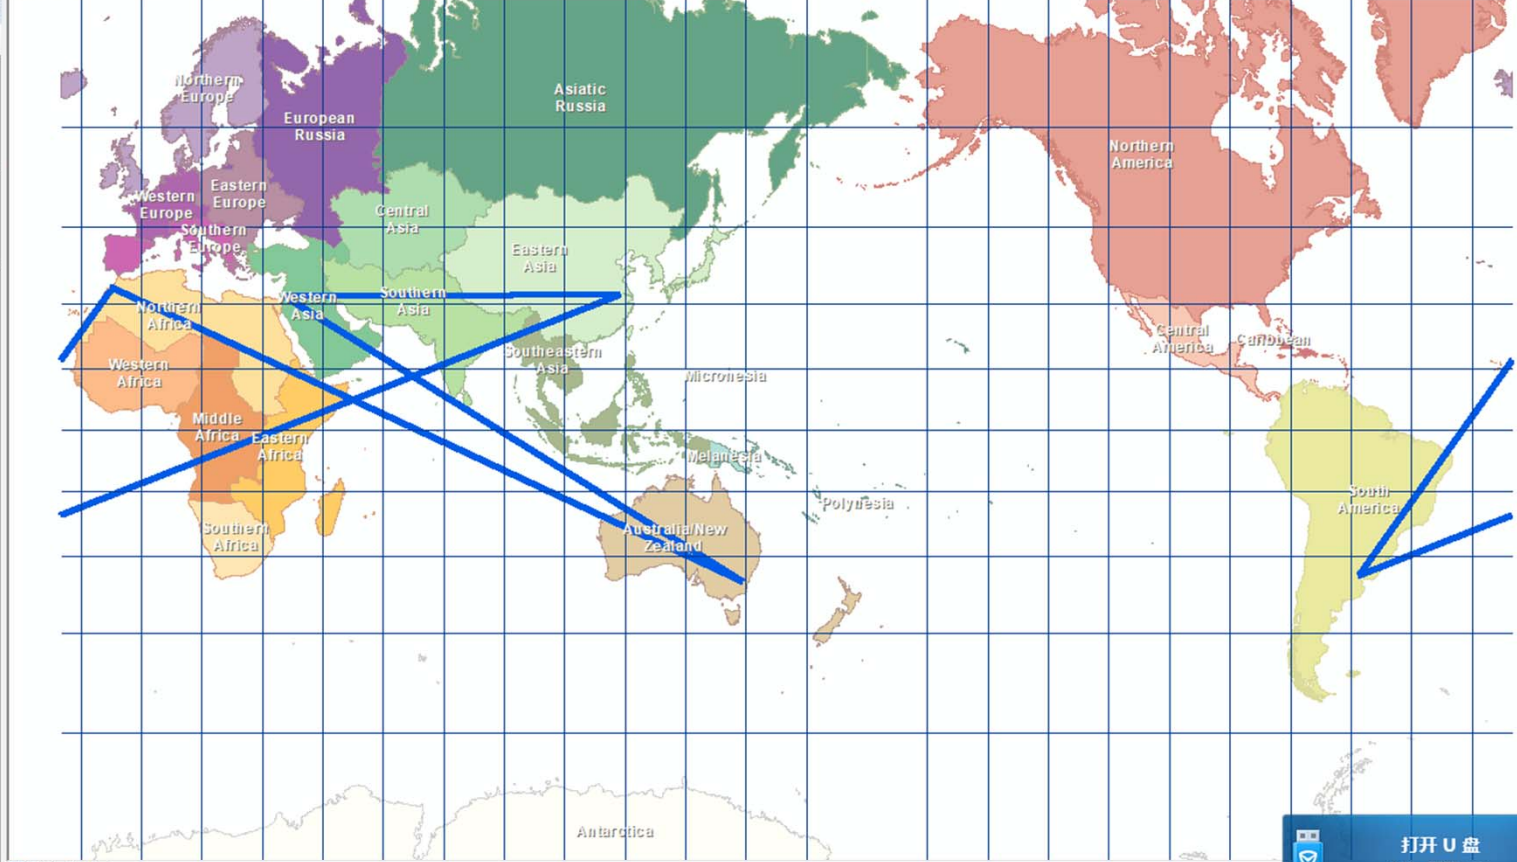 Northern
Europe
European
Russia
Asiatic
Russia
Northern
America
Western
Europe
Eastern
Europe
Southern
Europe
Central
Asia
Eastern
Asia
Western
Asia
Southern
Asia
Northern
Africa
Western
Africa
Southeastern
Asia
Micronesia
Central
America
Caribbean
Middle
Africa
Eastern
Africa
Melanesia
Polynesia
South
America
Southern
Africa
Australia/New
Zealand
Antarctica
打开 U 盘